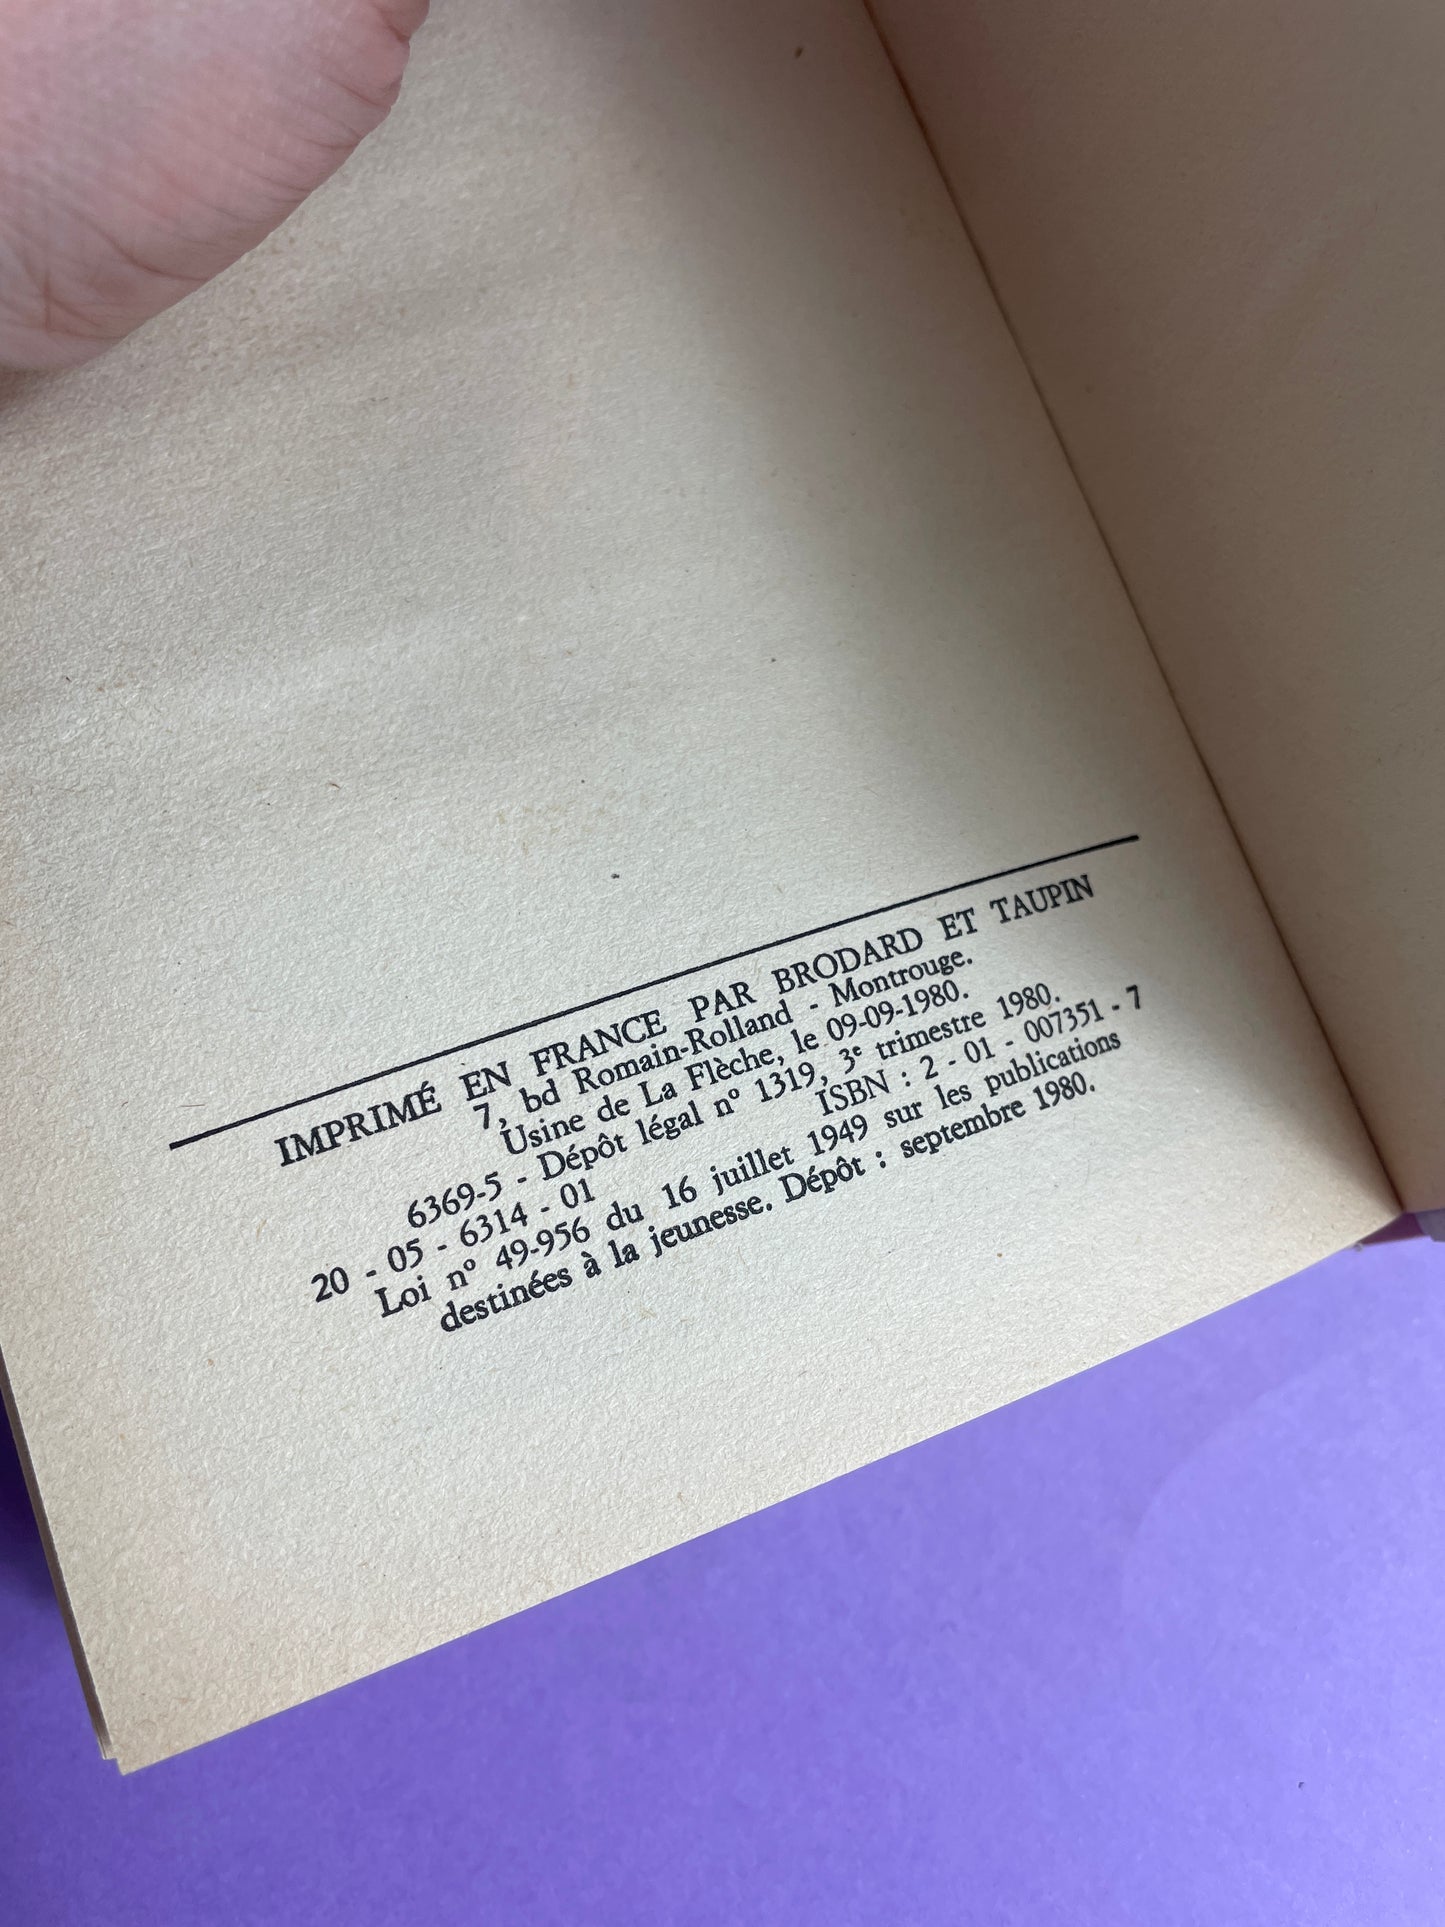 IMPRIMÉ EN FRANCE PAR BRODARD ET TAUPIN
7, bd Romain-Rolland - Montrouge.
Usine de La Flèche, le 09-09-1980.
6369-5 - Dépôt légal n° 1319, 3e trimestre 1980.
20 - 05 - 6314 - 01 ISBN : 2 - 01 - 007351 - 7
Loi n° 49-956 du 16 juillet 1949 sur les publications
destinées à la jeunesse. Dépôt : septembre 1980.